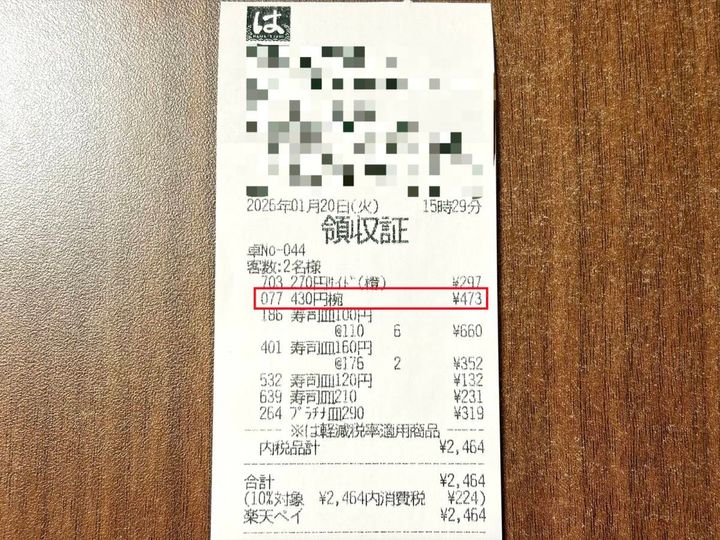 は
2026年01月20日(火) 15時29分
領収証
卓No-044
客数:2名様
703 270円ｻｲﾄﾞ(橙) ¥297
077 430円椀 ¥473
186 寿司皿100円
@110 6 ¥660
401 寿司皿160円
@176 2 ¥352
532 寿司皿120円 ¥132
639 寿司皿210 ¥231
264 ﾌﾟﾗﾁﾅ皿290 ¥319
※は軽減税率適用商品
内税品計 ¥2,464
合計 ¥2,464
(10%対象 ¥2,464内消費税 ¥224)
楽天ペイ ¥2,464